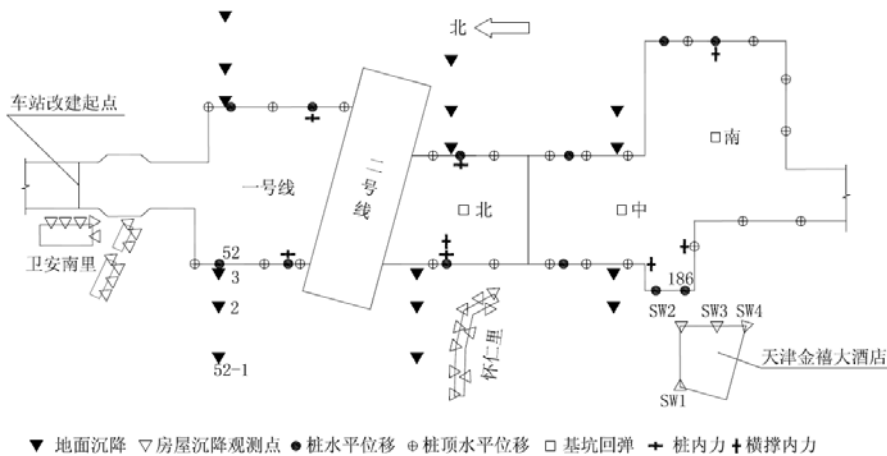 北
车站改建起点
南
一号线
二号线
北
中
卫安南里
52
3
2
52-1
怀仁里
186
SW2
SW3
SW4
天津金禧大酒店
SW1
地面沉降
房屋沉降观测点
桩水平位移
桩顶水平位移
基坑回弹
桩内力
横撑内力